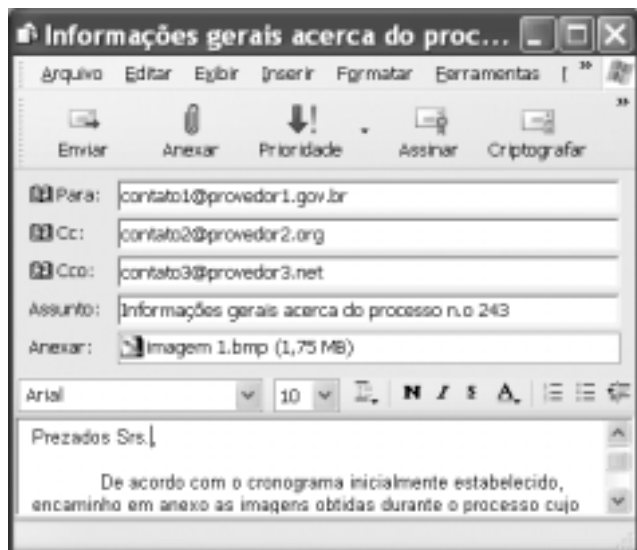 Informações gerais acerca do proc...
Arquivo Editar Exibir Inserir Formatar Ferramentas »
»
Enviar Anexar Prioridade Assinar Criptografar
Para: contato1@provedor1.gov.br
Cc: contato2@provedor2.org
Cco: contato3@provedor3.net
Assunto: Informações gerais acerca do processo n.o 243
Anexar: imagem 1.bmp (1,75 MB)
Arial 10 N I S A
Prezados Srs.,
De acordo com o cronograma inicialmente estabelecido,
encaminho em anexo as imagens obtidas durante o processo cujo